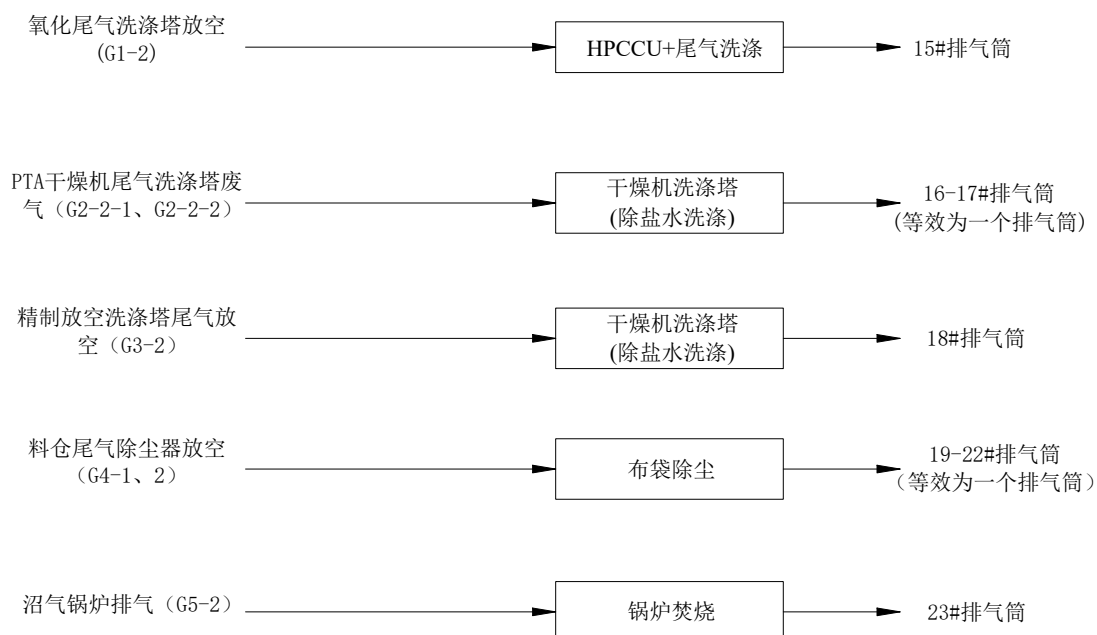 氧化尾气洗涤塔放空
(G1-2)
HPCCU+尾气洗涤
15#排气筒
PTA干燥机尾气洗涤塔废
气（G2-2-1、G2-2-2）
干燥机洗涤塔
(除盐水洗涤)
16-17#排气筒
(等效为一个排气筒)
精制放空洗涤塔尾气放
空（G3-2）
干燥机洗涤塔
(除盐水洗涤)
18#排气筒
料仓尾气除尘器放空
（G4-1、2）
布袋除尘
19-22#排气筒
（等效为一个排气筒）
沼气锅炉排气（G5-2）
锅炉焚烧
23#排气筒